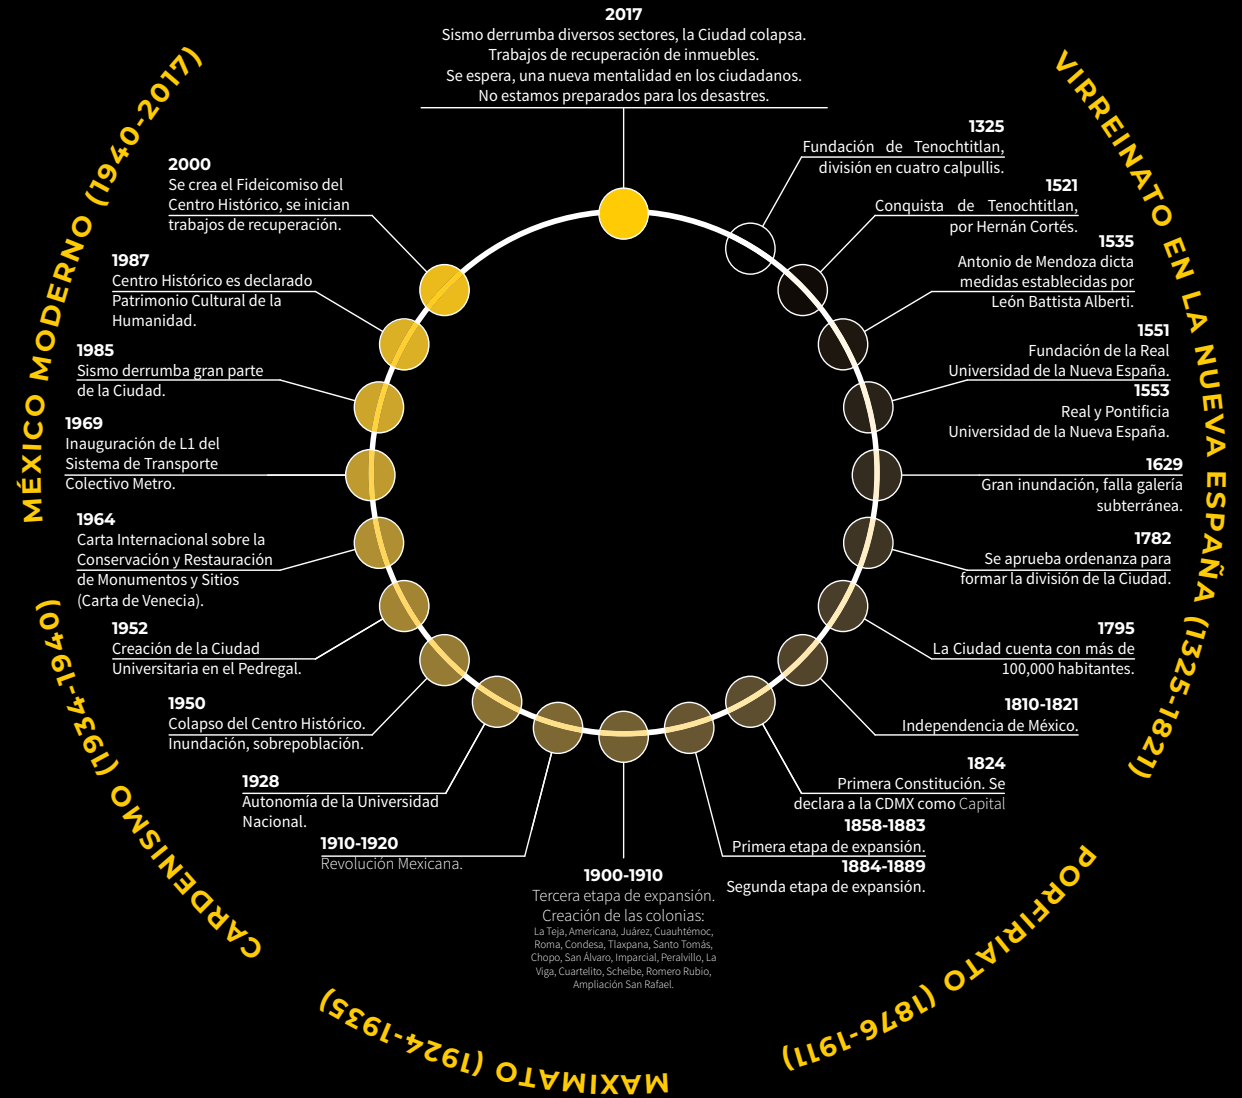 2017
Sismo derrumba diversos sectores, la Ciudad colapsa.
Trabajos de recuperación de inmuebles.
Se espera, una nueva mentalidad en los ciudadanos.
No estamos preparados para los desastres.
VIRREINATO EN LA NUEVA ESPAÑA (1325-1821)
1325
Fundación de Tenochtitlan,
división en cuatro calpullis.
1521
Conquista de Tenochtitlan,
por Hernán Cortés.
1535
Antonio de Mendoza dicta
medidas establecidas por
León Battista Alberti.
1551
Fundación de la Real
Universidad de la Nueva España.
1553
Real y Pontificia
Universidad de la Nueva España.
1629
Gran inundación, falla galería
subterránea.
1782
Se aprueba ordenanza para
formar la división de la Ciudad.
1795
La Ciudad cuenta con más de
100,000 habitantes.
1810-1821
Independencia de México.
1824
Primera Constitución. Se
declara a la CDMX como Capital
PORFIRIATO (1876-1911)
1858-1883
Primera etapa de expansión.
1884-1889
Segunda etapa de expansión.
1900-1910
Tercera etapa de expansión.
Creación de las colonias:
La Teja, Americana, Juárez, Cuauhtémoc,
Roma, Condesa, Tlaxpana, Santo Tomás,
Chopo, San Álvaro, Imparcial, Peralvillo, La
Viga, Cuartelito, Scheibe, Romero Rubio,
Ampliación San Rafael.
MAXIMATO (1924-1935)
1910-1920
Revolución Mexicana.
1928
Autonomía de la Universidad
Nacional.
CARDENISMO (1934-1940)
1950
Colapso del Centro Histórico.
Inundación, sobrepoblación.
1952
Creación de la Ciudad
Universitaria en el Pedregal.
1964
Carta Internacional sobre la
Conservación y Restauración
de Monumentos y Sitios
(Carta de Venecia).
MÉXICO MODERNO (1940-2017)
1969
Inauguración de L1 del
Sistema de Transporte
Colectivo Metro.
1985
Sismo derrumba gran parte
de la Ciudad.
1987
Centro Histórico es declarado
Patrimonio Cultural de la
Humanidad.
2000
Se crea el Fideicomiso del
Centro Histórico, se inician
trabajos de recuperación.